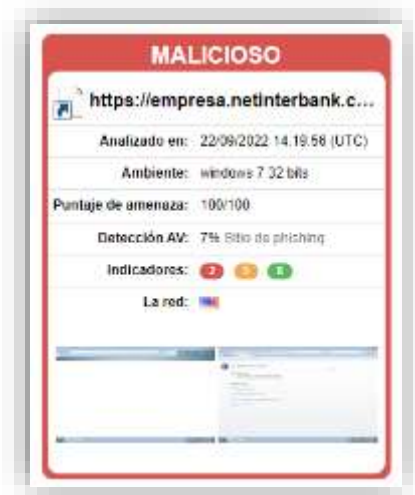 MALICIOSO
https://empresa.netinterbank.c...
Analizado en: 22/09/2022 14:19:56 (UTC)
Ambiente: windows 7 32 bits
Puntaje de amenaza: 100/100
Detección AV: 7% Sitio de phishing
Indicadores:
La red: